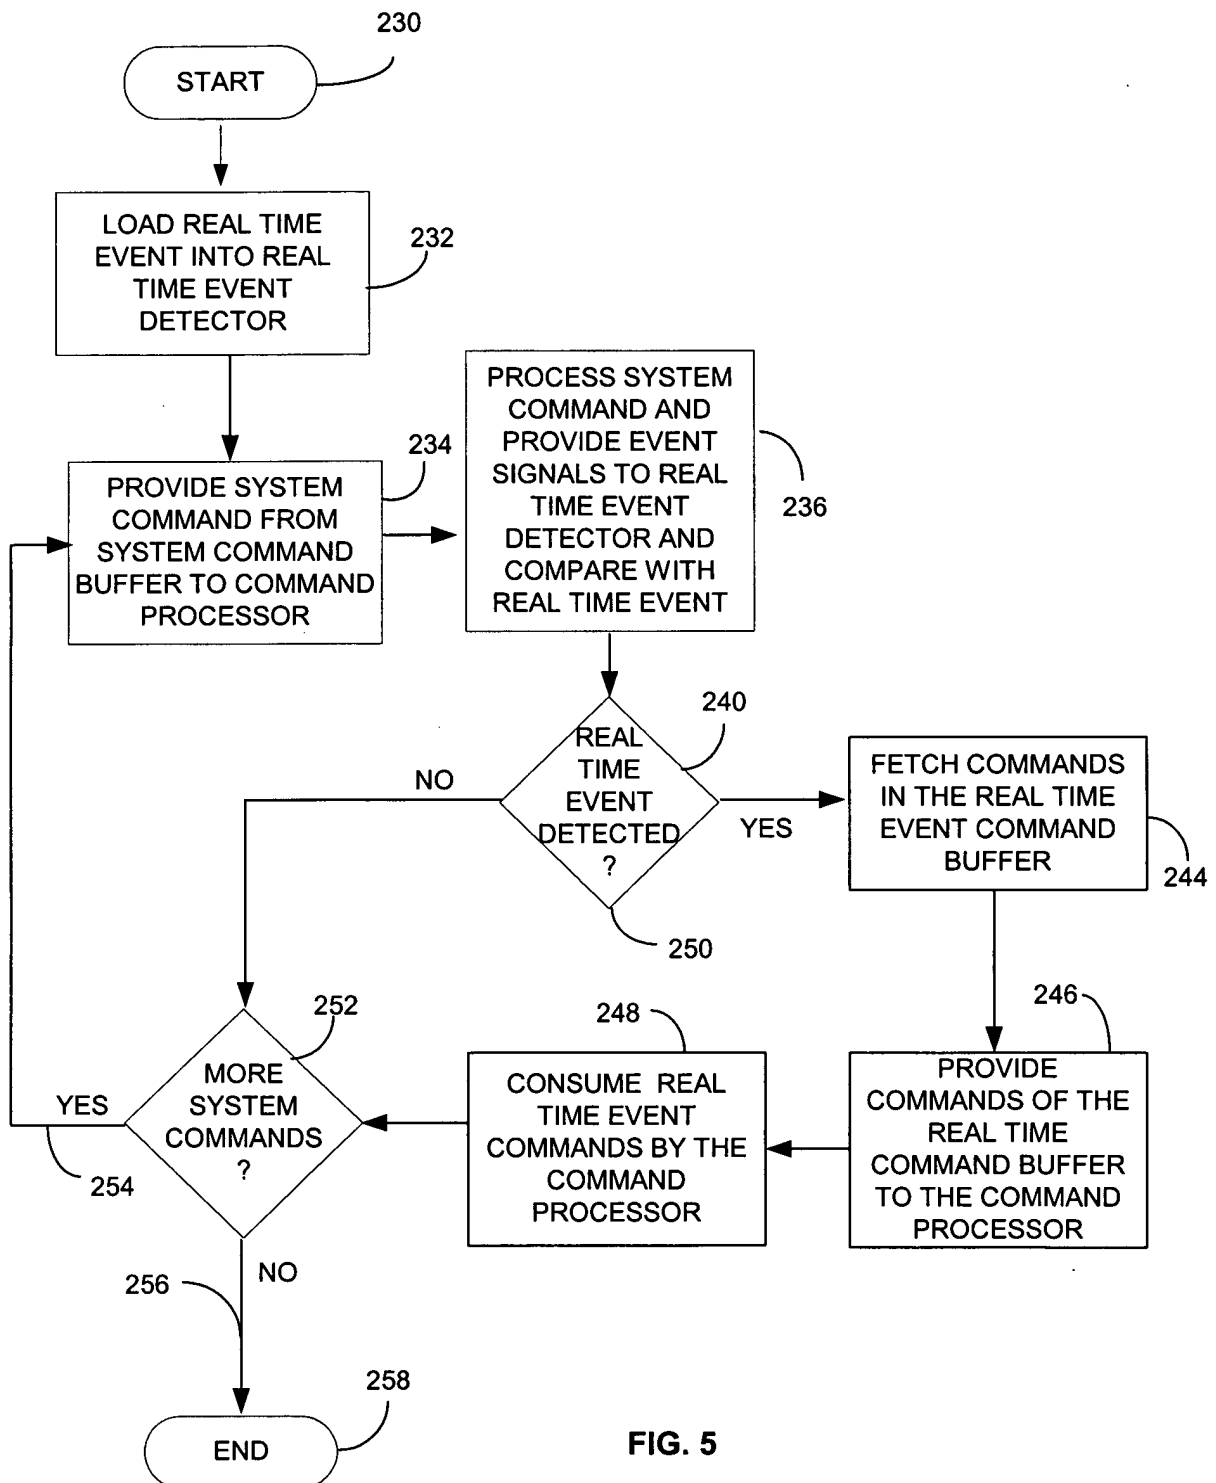 230
START
LOAD REAL TIME
EVENT INTO REAL
TIME EVENT
DETECTOR
232
PROVIDE SYSTEM
COMMAND FROM
SYSTEM COMMAND
BUFFER TO COMMAND
PROCESSOR
234
PROCESS SYSTEM
COMMAND AND
PROVIDE EVENT
SIGNALS TO REAL
TIME EVENT
DETECTOR AND
COMPARE WITH
REAL TIME EVENT
236
REAL
TIME
EVENT
DETECTED
?
240
NO
YES
250
FETCH COMMANDS
IN THE REAL TIME
EVENT COMMAND
BUFFER
244
246
PROVIDE
COMMANDS OF THE
REAL TIME
COMMAND BUFFER
TO THE COMMAND
PROCESSOR
248
CONSUME REAL
TIME EVENT
COMMANDS BY THE
COMMAND
PROCESSOR
252
MORE
SYSTEM
COMMANDS
?
YES
254
NO
256
258
END
FIG. 5